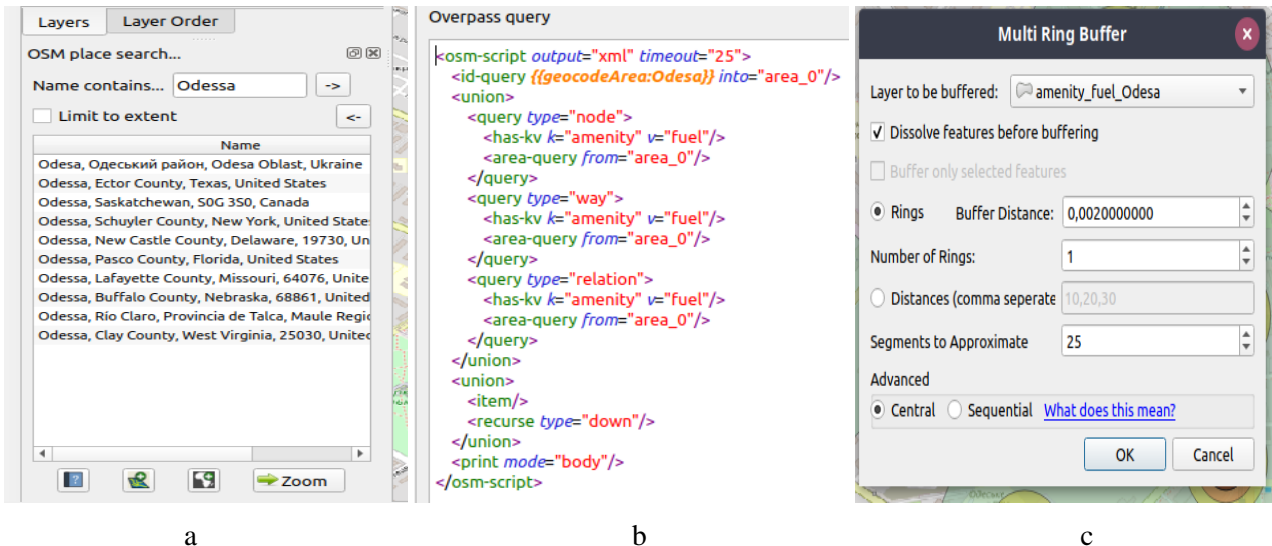 Layers Layer Order
OSM place search...
Name contains... Odessa ->
Limit to extent <-
Name
Odesa, Одеський район, Odesa Oblast, Ukraine
Odessa, Ector County, Texas, United States
Odessa, Saskatchewan, S0G 3S0, Canada
Odessa, Schuyler County, New York, United State
Odessa, New Castle County, Delaware, 19730, Un
Odessa, Pasco County, Florida, United States
Odessa, Lafayette County, Missouri, 64076, Unite
Odessa, Buffalo County, Nebraska, 68861, United
Odessa, Río Claro, Provincia de Talca, Maule Regio
Odessa, Clay County, West Virginia, 25030, United
Zoom
a
Overpass query
<osm-script output="xml" timeout="25">
<id-query {{geocodeArea:Odesa}} into="area_0"/>
<union>
<query type="node">
<has-kv k="amenity" v="fuel"/>
<area-query from="area_0"/>
</query>
<query type="way">
<has-kv k="amenity" v="fuel"/>
<area-query from="area_0"/>
</query>
<query type="relation">
<has-kv k="amenity" v="fuel"/>
<area-query from="area_0"/>
</query>
</union>
<union>
<item/>
<recurse type="down"/>
</union>
<print mode="body"/>
</osm-script>
b
Multi Ring Buffer x
Layer to be buffered: amenity_fuel_Odesa
Dissolve features before buffering
Buffer only selected features
Rings Buffer Distance: 0,0020000000
Number of Rings: 1
Distances (comma seperate 10,20,30
Segments to Approximate 25
Advanced
Central Sequential What does this mean?
OK Cancel
c